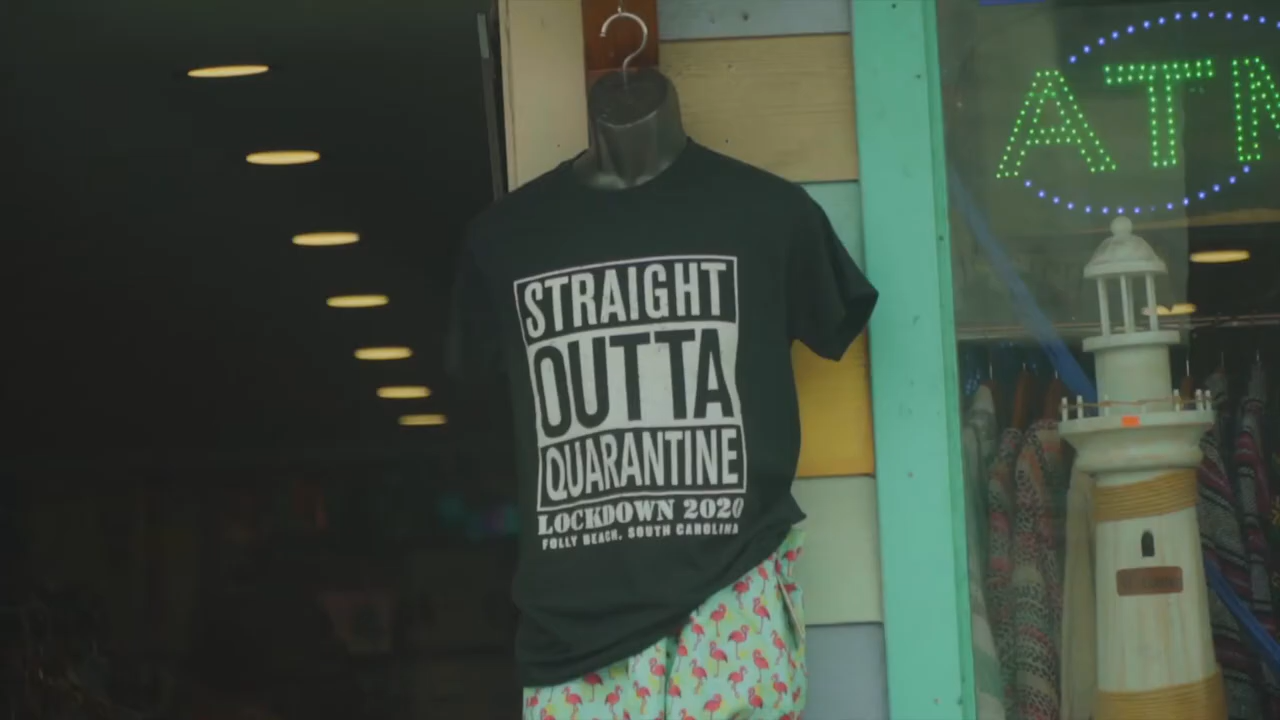 STRAIGHT
OUTTA
QUARANTINE
LOCKDOWN 2020
FOLLY BEACH, SOUTH CAROLINA
ATM